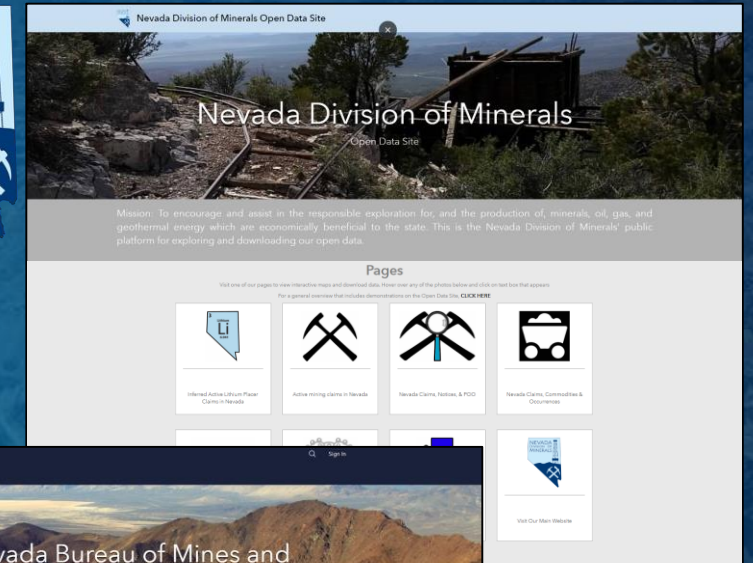 Nevada Division of Minerals Open Data Site
Nevada Division of Minerals
Open Data Site
Mission: To encourage and assist in the responsible exploration for, and the production of, minerals, oil, gas, and
geothermal energy which are economically beneficial to the state. This is the Nevada Division of Minerals' public
platform for exploring and downloading our open data.
Pages
Visit one of our pages to view interactive maps and download data. Hover over any of the photos below and click on text box that appears
For a general overview that includes demonstrations on the Open Data Site, CLICK HERE
Lithium
Li
Inferred Active Lithium Placer
Claims in Nevada
Active mining claims in Nevada
Nevada Claims, Notices, & POO
Nevada Claims, Commodities &
Occurrences
NEVADA
MINERALS
Visit Our Main Website
Sign In
vada Bureau of Mines and